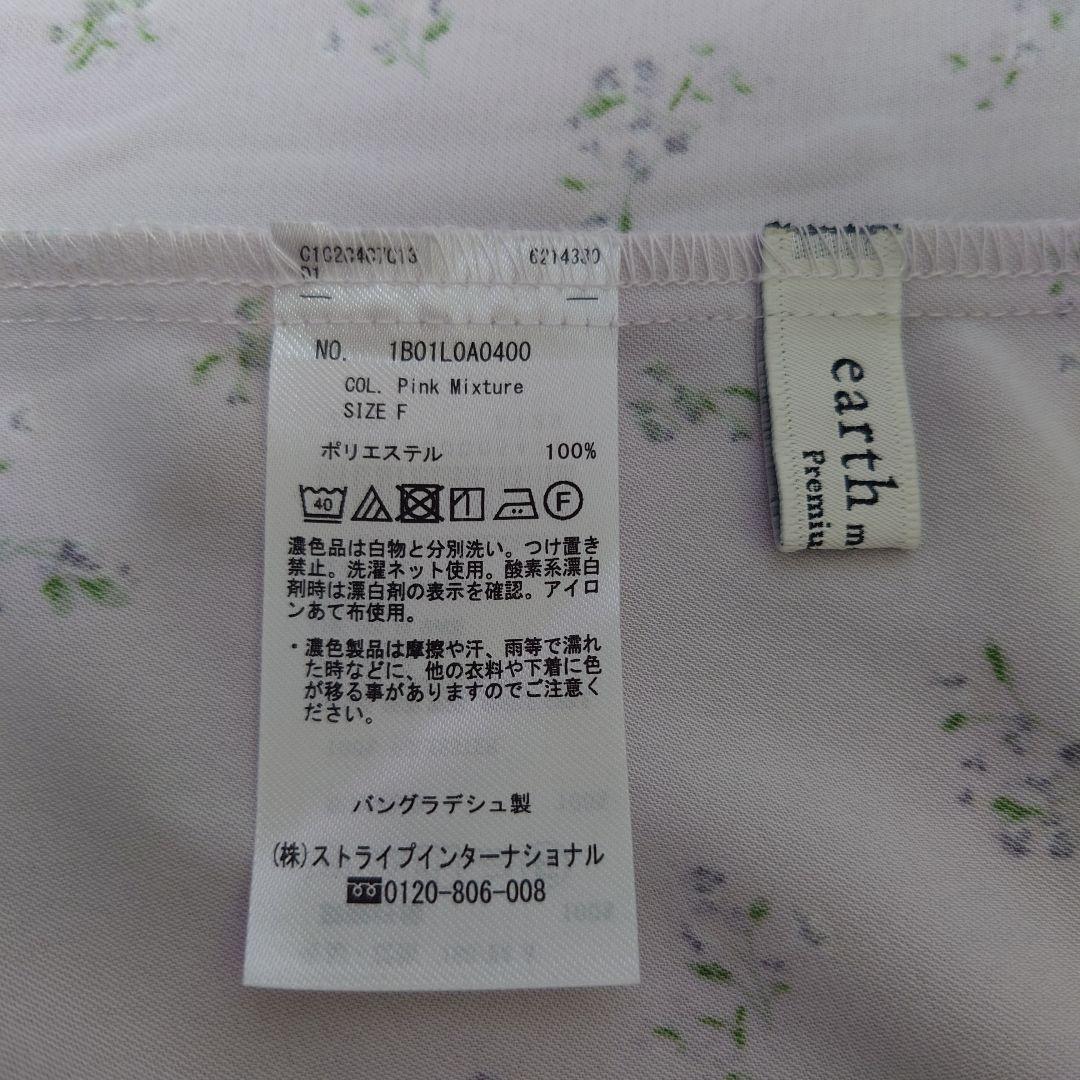 6214330
01
NO. 1B01L0A0400
COL. Pink Mixture
SIZE F
ポリエステル 100%
40
F
濃色品は白物と分別洗い。つけ置き
禁止。洗濯ネット使用。酸素系漂白
剤時は漂白剤の表示を確認。アイロ
ンあて布使用。
・濃色製品は摩擦や汗、雨等で濡れ
た時などに、他の衣料や下着に色
が移る事がありますのでご注意く
ださい。
バングラデシュ製
(株)ストライプインターナショナル
0120-806-008
earth m
Premiu